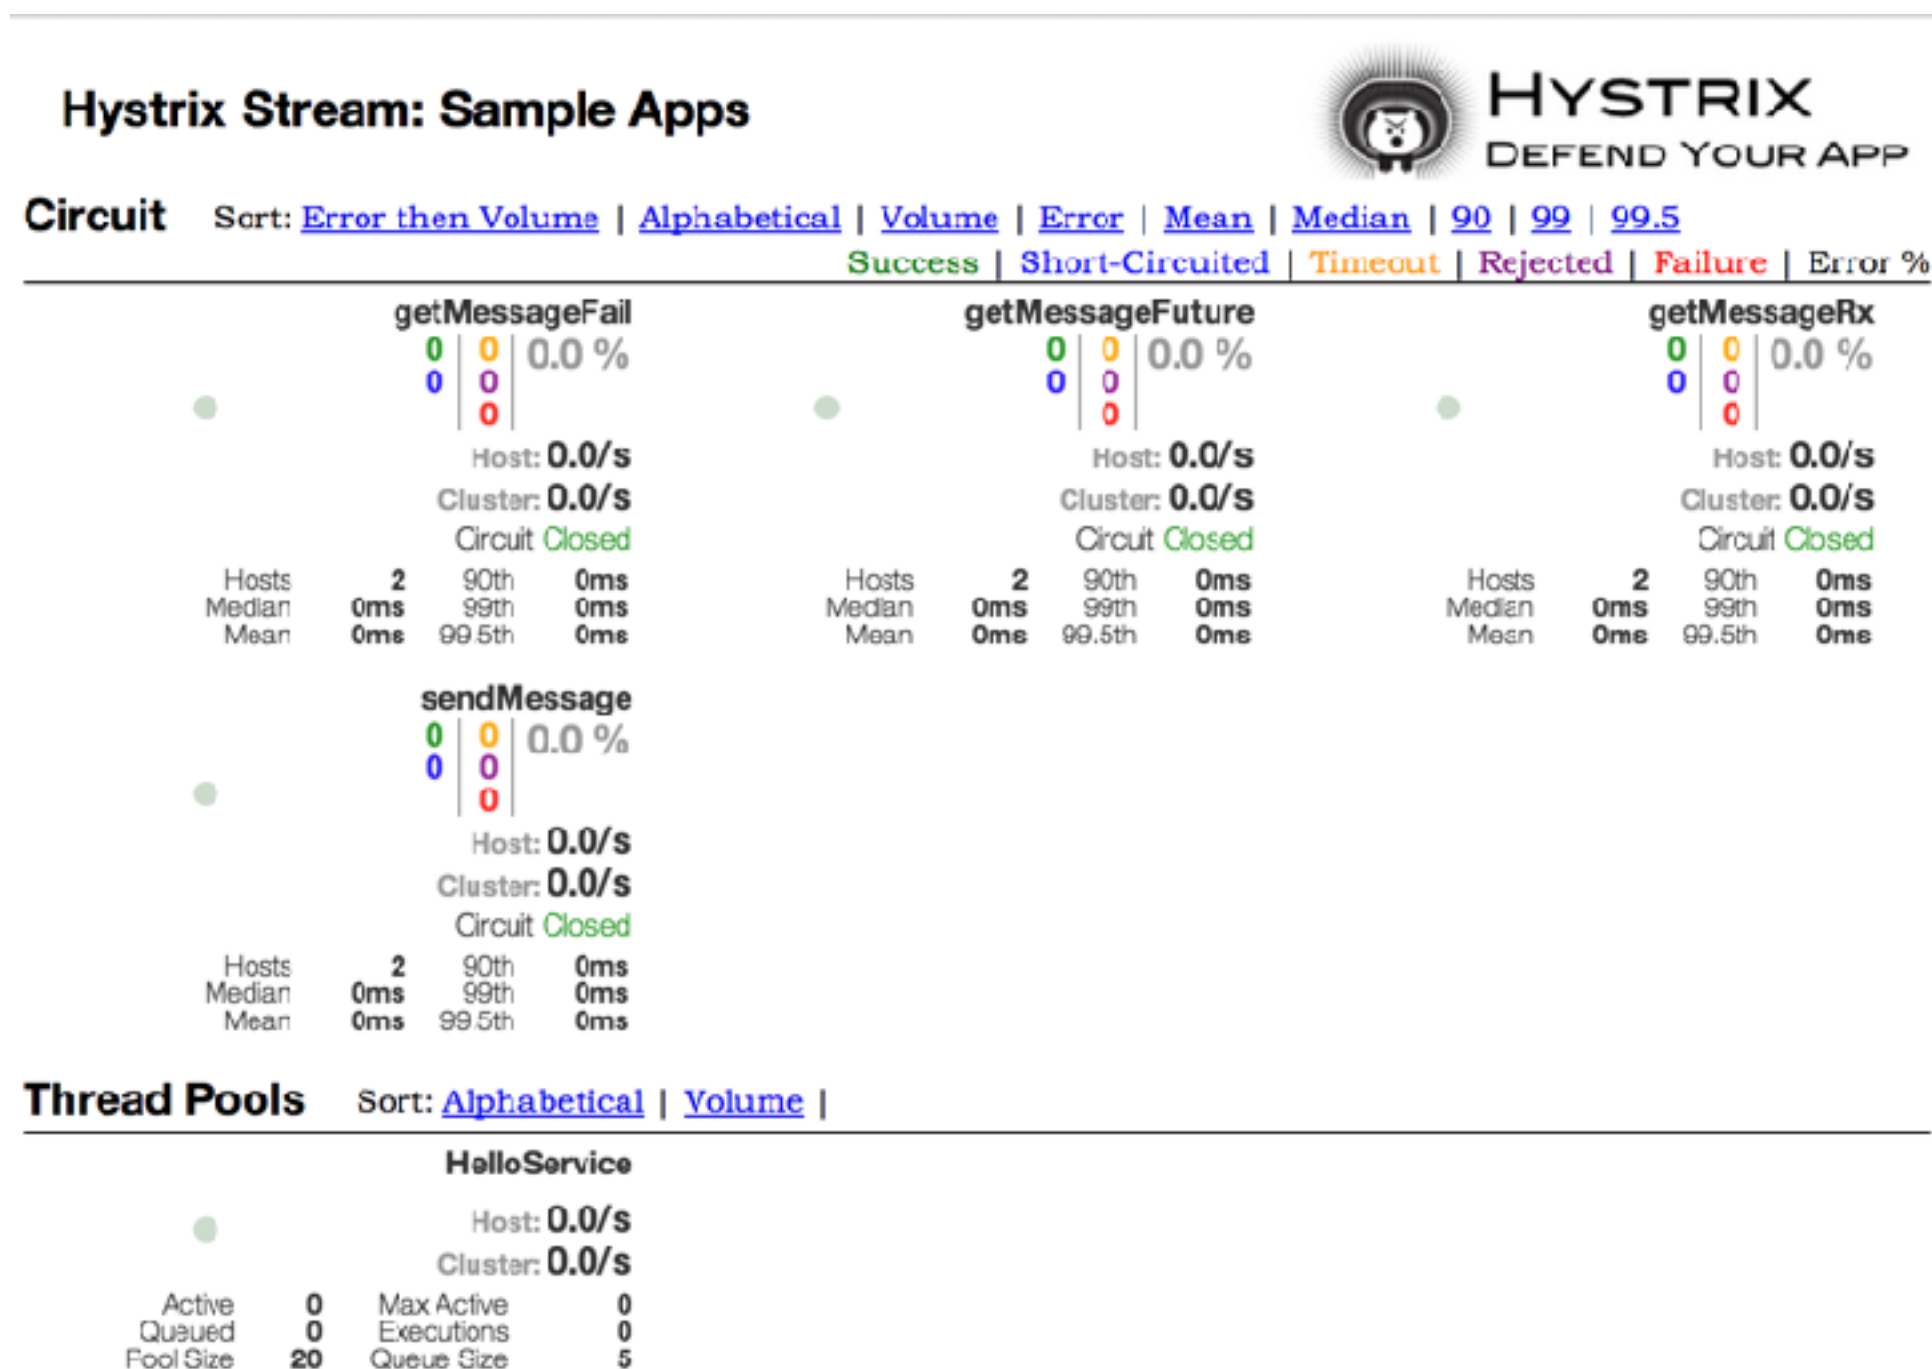 Hystrix Stream: Sample Apps
HYSTRIX
DEFEND YOUR APP
Circuit Sort: Error then Volume | Alphabetical | Volume | Error | Mean | Median | 90 | 99 | 99.5
Success | Short-Circuited | Timeout | Rejected | Failure | Error %
getMessageFail getMessageFuture getMessageRx
0 0 0.0 % 0 0 0.0 % 0 0 0.0 %
0 0 0 0 0 0
0 0 0
Host: 0.0/s Host: 0.0/s Host: 0.0/s
Cluster: 0.0/s Cluster: 0.0/s Cluster: 0.0/s
Circuit Closed Circuit Closed Circuit Closed
Hosts 2 90th 0ms Hosts 2 90th 0ms Hosts 2 90th 0ms
Median 0ms 99th 0ms Median 0ms 99th 0ms Median 0ms 99th 0ms
Mean 0ms 99.5th 0ms Mean 0ms 99.5th 0ms Mean 0ms 99.5th 0ms
sendMessage
0 0 0.0 %
0 0
0
Host: 0.0/s
Cluster: 0.0/s
Circuit Closed
Hosts 2 90th 0ms
Median 0ms 99th 0ms
Mean 0ms 99.5th 0ms
Thread Pools Sort: Alphabetical | Volume |
HelloService
Host: 0.0/s
Cluster: 0.0/s
Active 0 Max Active 0
Queued 0 Executions 0
Pool Size 20 Queue Size 5